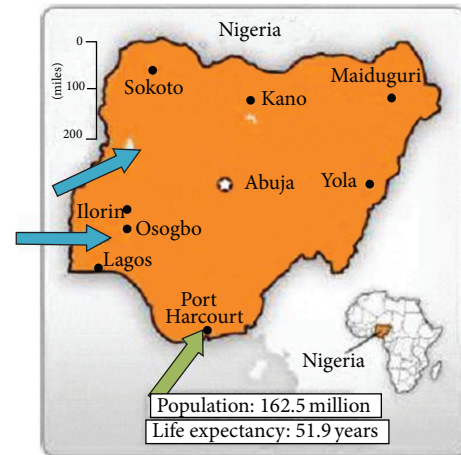 Nigeria
0
(miles)
100
200
Sokoto
Kano
Maiduguri
Abuja
Yola
Ilorin
Osogbo
Lagos
Port
Harcourt
Nigeria
Population: 162.5 million
Life expectancy: 51.9 years